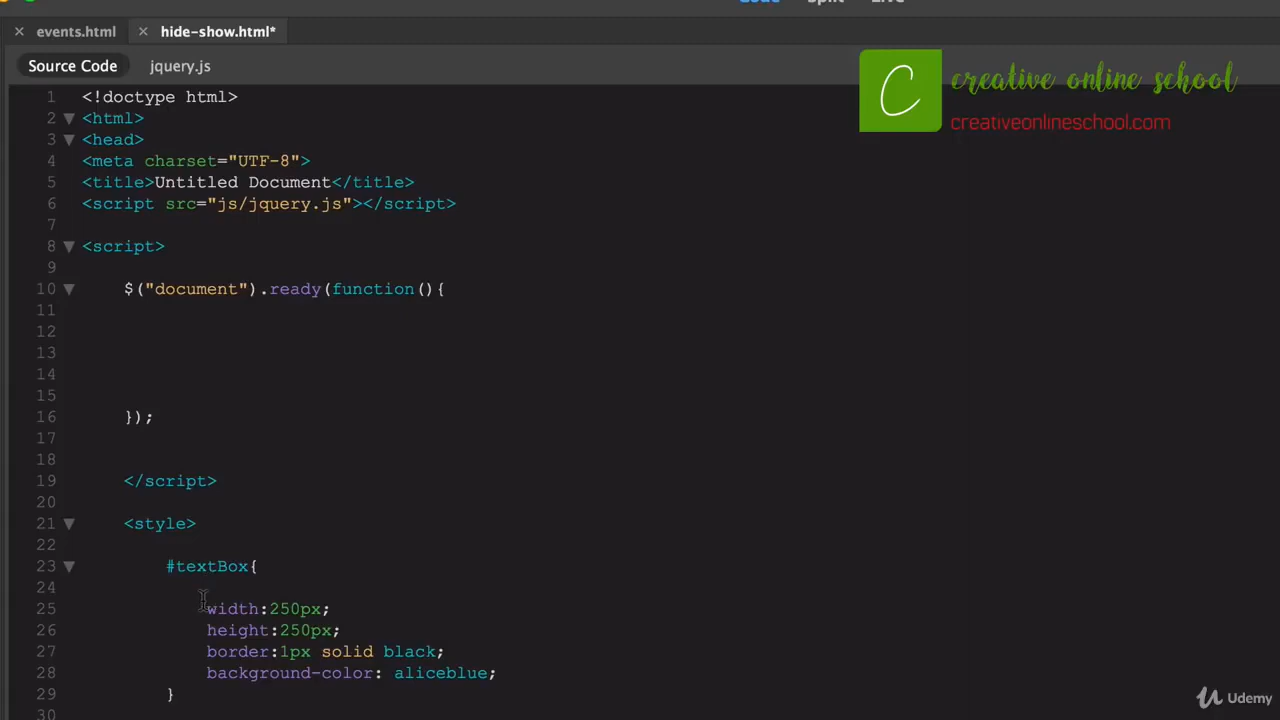 Code Split Live
events.html hide-show.html*
Source Code jquery.js
C creative online school
creativeonlineschool.com
1 <!doctype html>
2 <html>
3 <head>
4 <meta charset="UTF-8">
5 <title>Untitled Document</title>
6 <script src="js/jquery.js"></script>
7
8 <script>
9
10 $("document").ready(function(){
11
12
13
14
15
16 });
17
18
19 </script>
20
21 <style>
22
23 #textBox{
24
25 width:250px;
26 height:250px;
27 border:1px solid black;
28 background-color: aliceblue;
29 }
30
Udemy